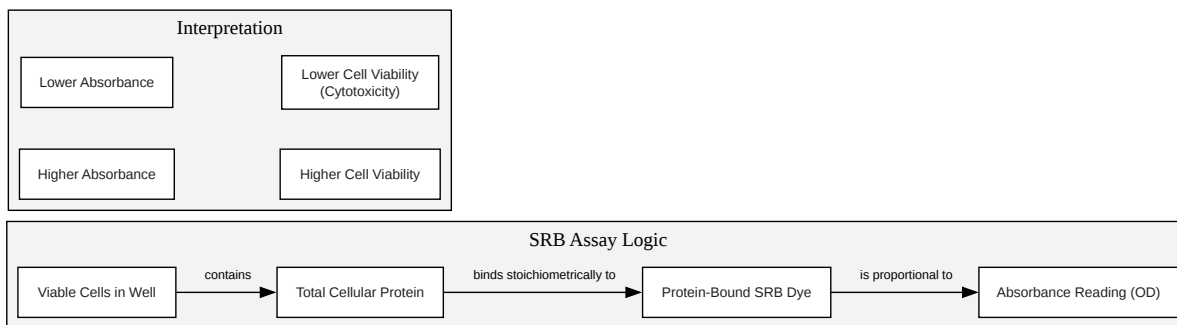 Interpretation
Lower Absorbance
Lower Cell Viability
(Cytotoxicity)
Higher Absorbance
Higher Cell Viability
SRB Assay Logic
Viable Cells in Well
contains
Total Cellular Protein
binds stoichiometrically to
Protein-Bound SRB Dye
is proportional to
Absorbance Reading (OD)